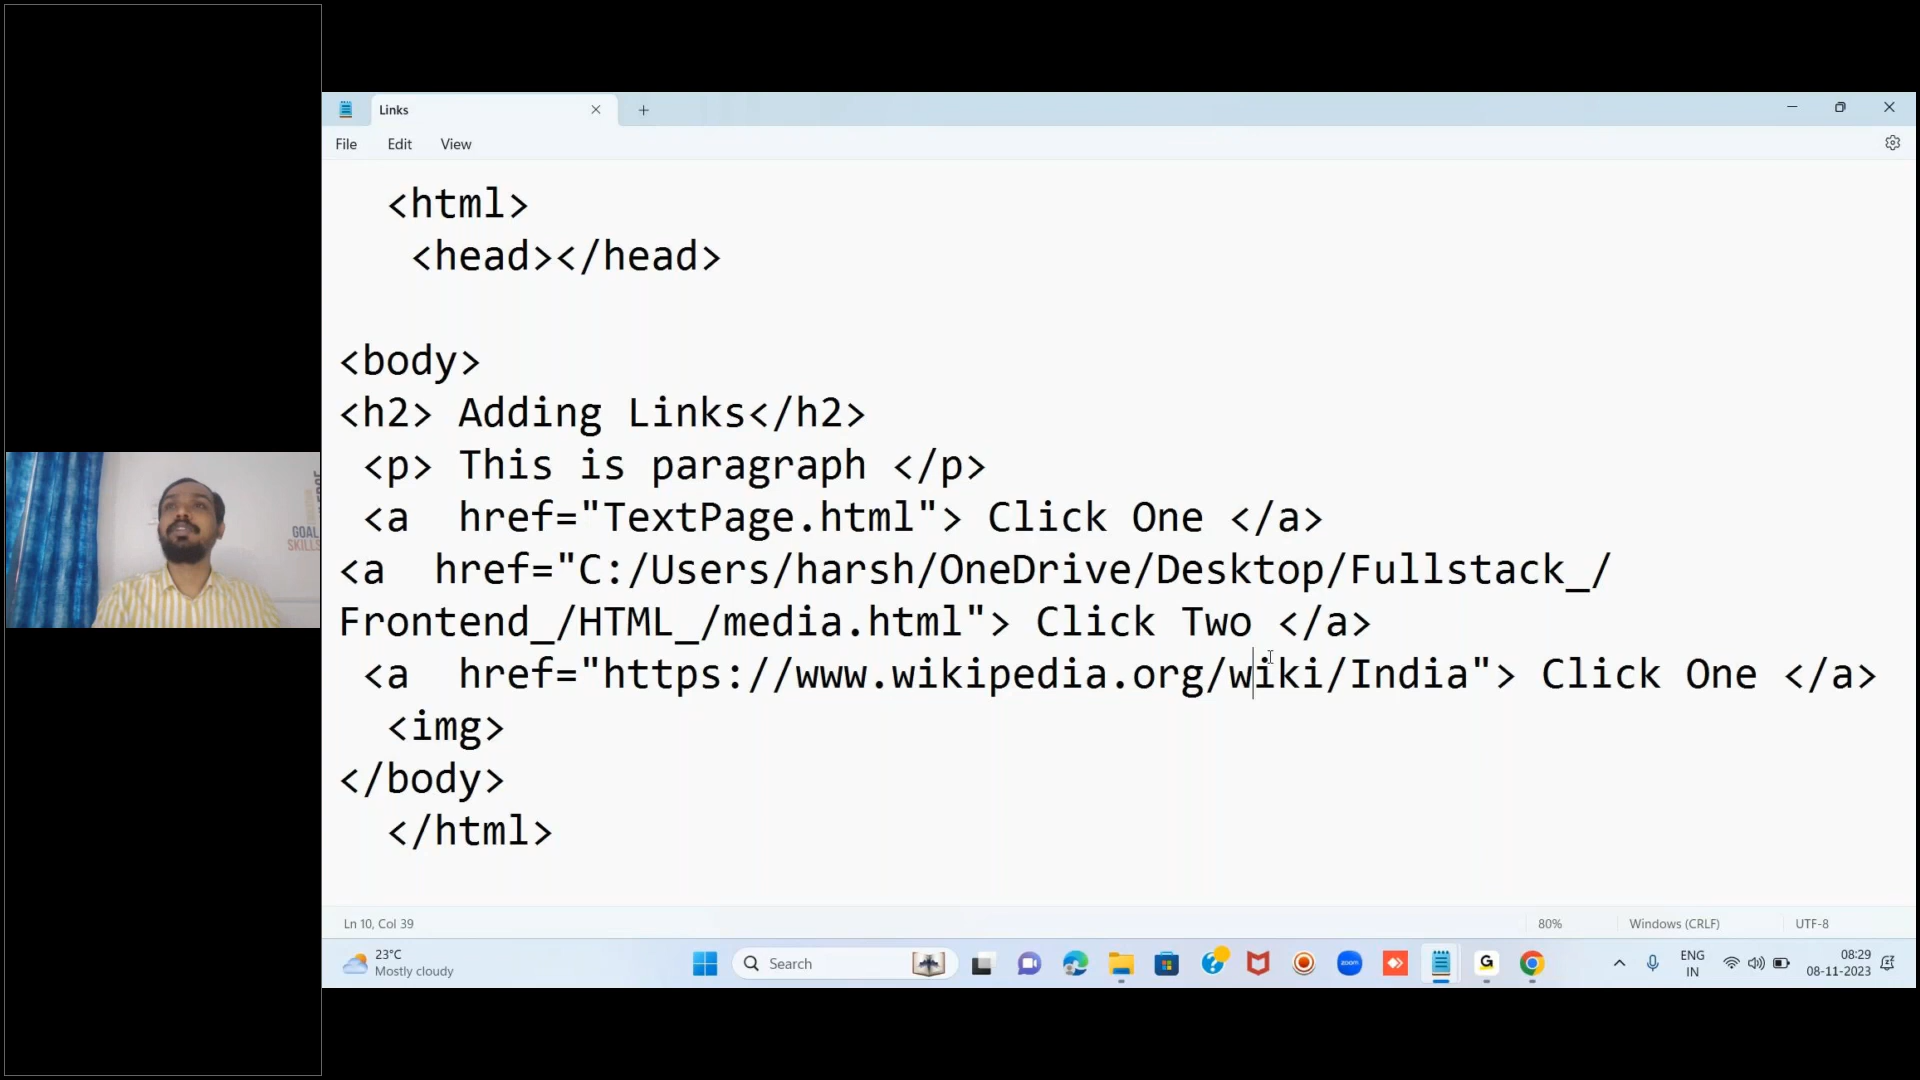 Links
File Edit View
<html>
<head></head>
<body>
<h2> Adding Links</h2>
<p> This is paragraph </p>
<a  href="TextPage.html"> Click One </a>
<a  href="C:/Users/harsh/OneDrive/Desktop/Fullstack_/
Frontend_/HTML_/media.html"> Click Two </a>
<a  href="https://www.wikipedia.org/wiki/India"> Click One </a>
<img>
</body>
</html>
GOAL
SKILLS
Ln 10, Col 39
80%
Windows (CRLF)
UTF-8
23°C
Mostly cloudy
Search
zoom
G
ENG
IN
08:29
08-11-2023